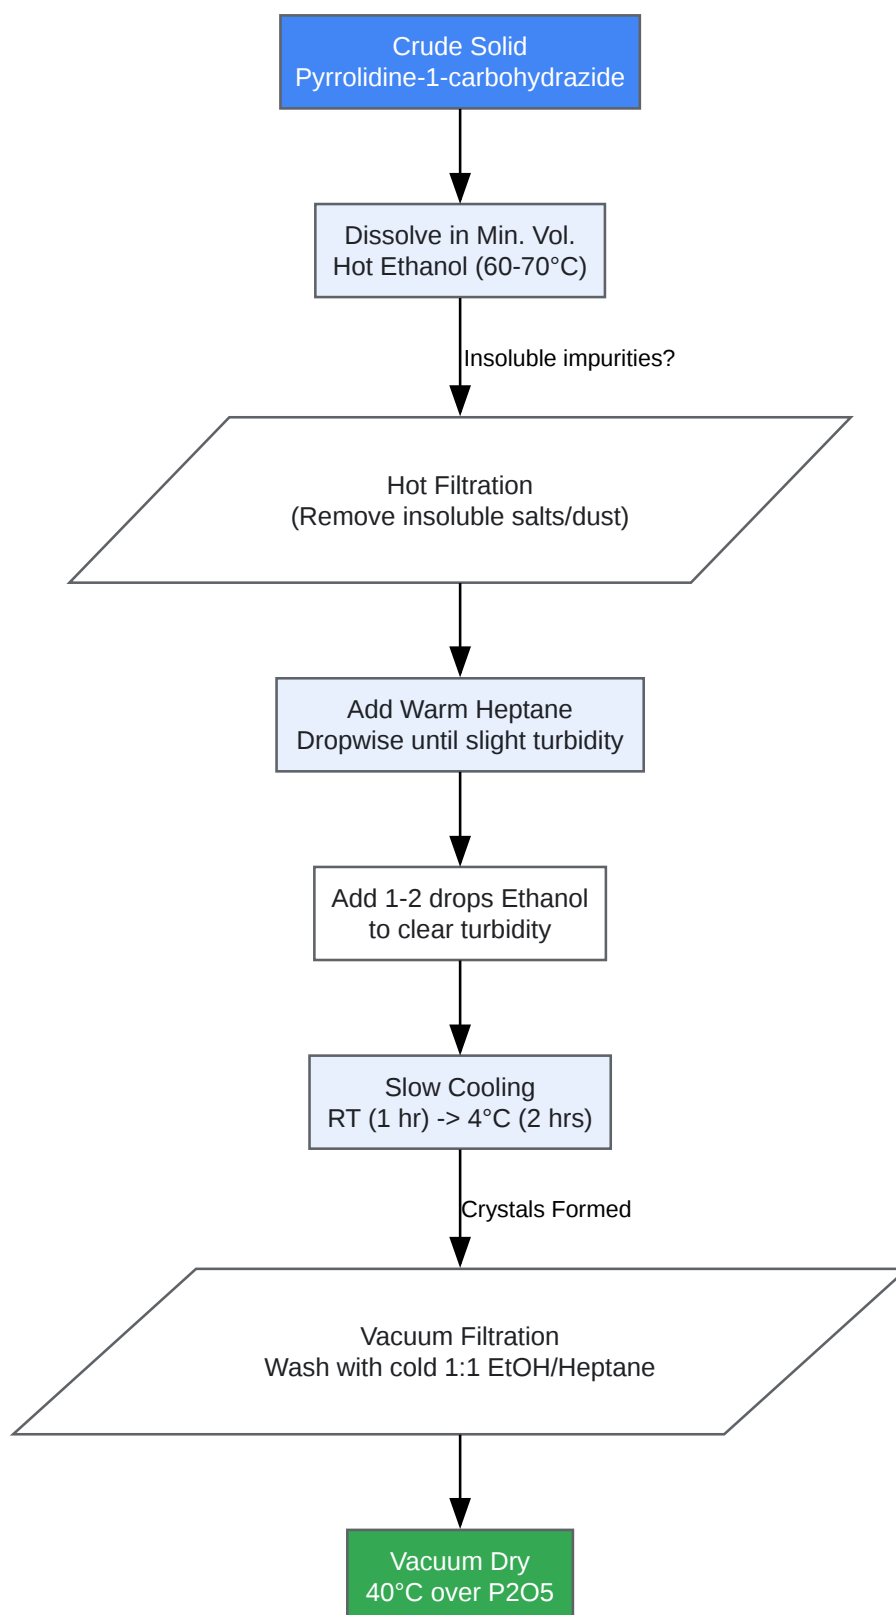 Crude Solid
Pyrrolidine-1-carbohydrazide
Dissolve in Min. Vol.
Hot Ethanol (60-70°C)
Insoluble impurities?
Hot Filtration
(Remove insoluble salts/dust)
Add Warm Heptane
Dropwise until slight turbidity
Add 1-2 drops Ethanol
to clear turbidity
Slow Cooling
RT (1 hr) -> 4°C (2 hrs)
Crystals Formed
Vacuum Filtration
Wash with cold 1:1 EtOH/Heptane
Vacuum Dry
40°C over P2O5